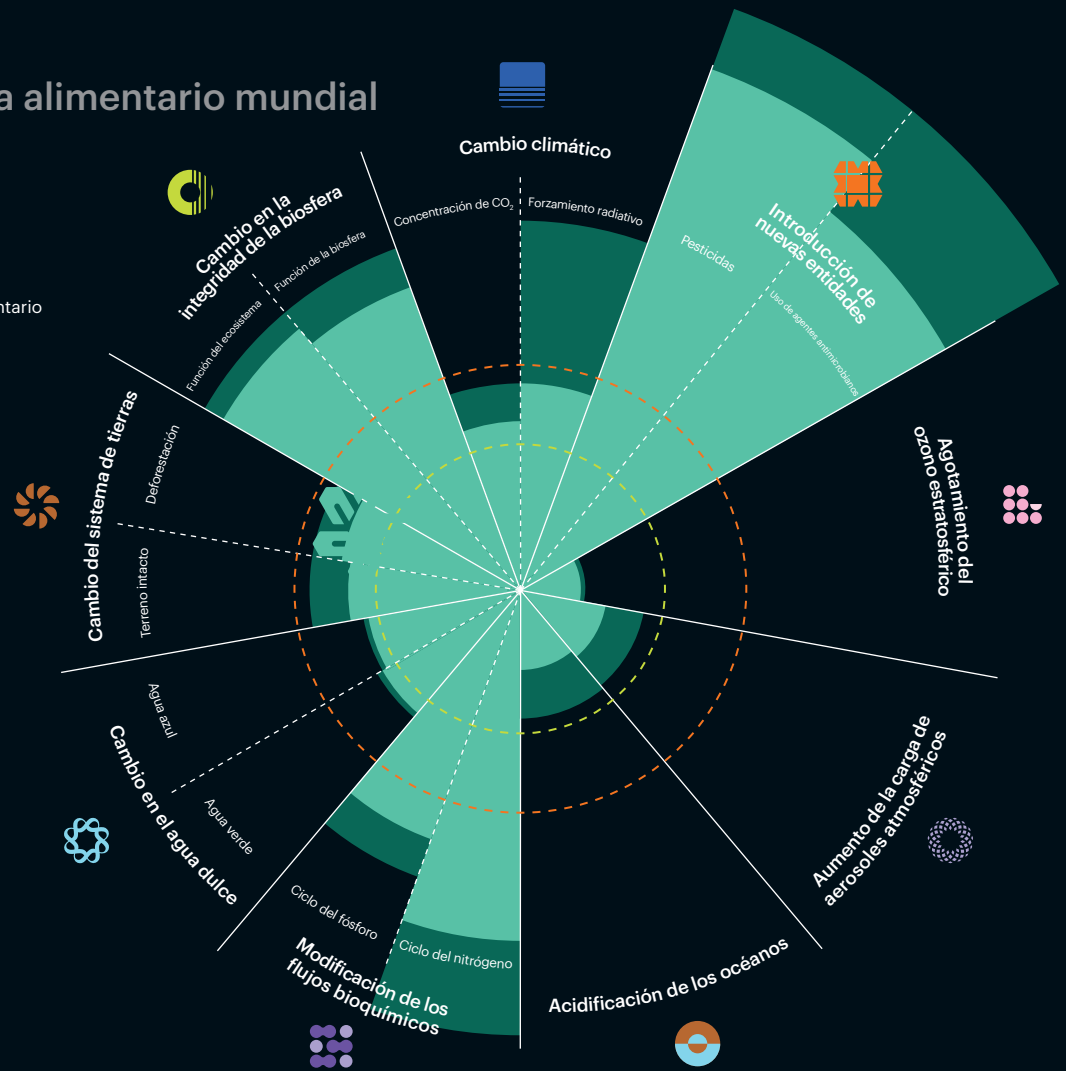 a alimentario mundial
ntario
Cambio climático
Concentración de CO₂
Forzamiento radiativo
Introducción de
nuevas entidades
Pesticidas
Uso de agentes antimicrobianos
Agotamiento del
ozono estratosférico
Aumento de la carga de
aerosoles atmosféricos
Acidificación de los océanos
Modificación de los
flujos bioquímicos
Ciclo del fósforo
Ciclo del nitrógeno
Cambio en el agua dulce
Agua azul
Agua verde
Cambio del sistema de tierras
Deforestación
Terreno intacto
Cambio en la
integridad de la biosfera
Función del ecosistema
Función de la biosfera